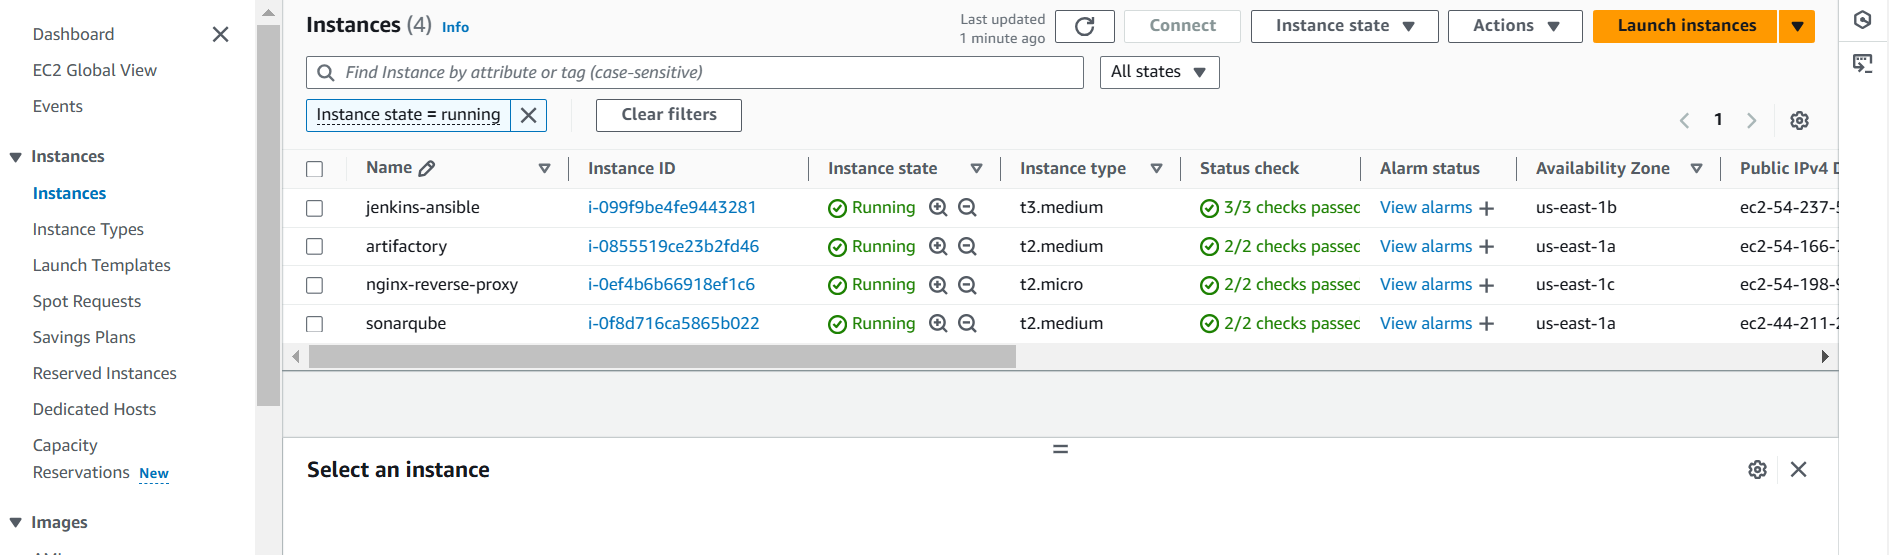 Dashboard
EC2 Global View
Events
Instances
Instances
Instance Types
Launch Templates
Spot Requests
Savings Plans
Reserved Instances
Dedicated Hosts
Capacity
Reservations New
Images
Instances (4) Info
Last updated
1 minute ago
Connect
Instance state
Actions
Launch instances
Find Instance by attribute or tag (case-sensitive)
All states
Instance state = running
Clear filters
1
Name Instance ID Instance state Instance type Status check Alarm status Availability Zone Public IPv4 D
jenkins-ansible i-099f9be4fe9443281 Running t3.medium 3/3 checks passec View alarms + us-east-1b ec2-54-237-5
artifactory i-0855519ce23b2fd46 Running t2.medium 2/2 checks passec View alarms + us-east-1a ec2-54-166-7
nginx-reverse-proxy i-0ef4b6b66918ef1c6 Running t2.micro 2/2 checks passec View alarms + us-east-1c ec2-54-198-9
sonarqube i-0f8d716ca5865b022 Running t2.medium 2/2 checks passec View alarms + us-east-1a ec2-44-211-2
Select an instance